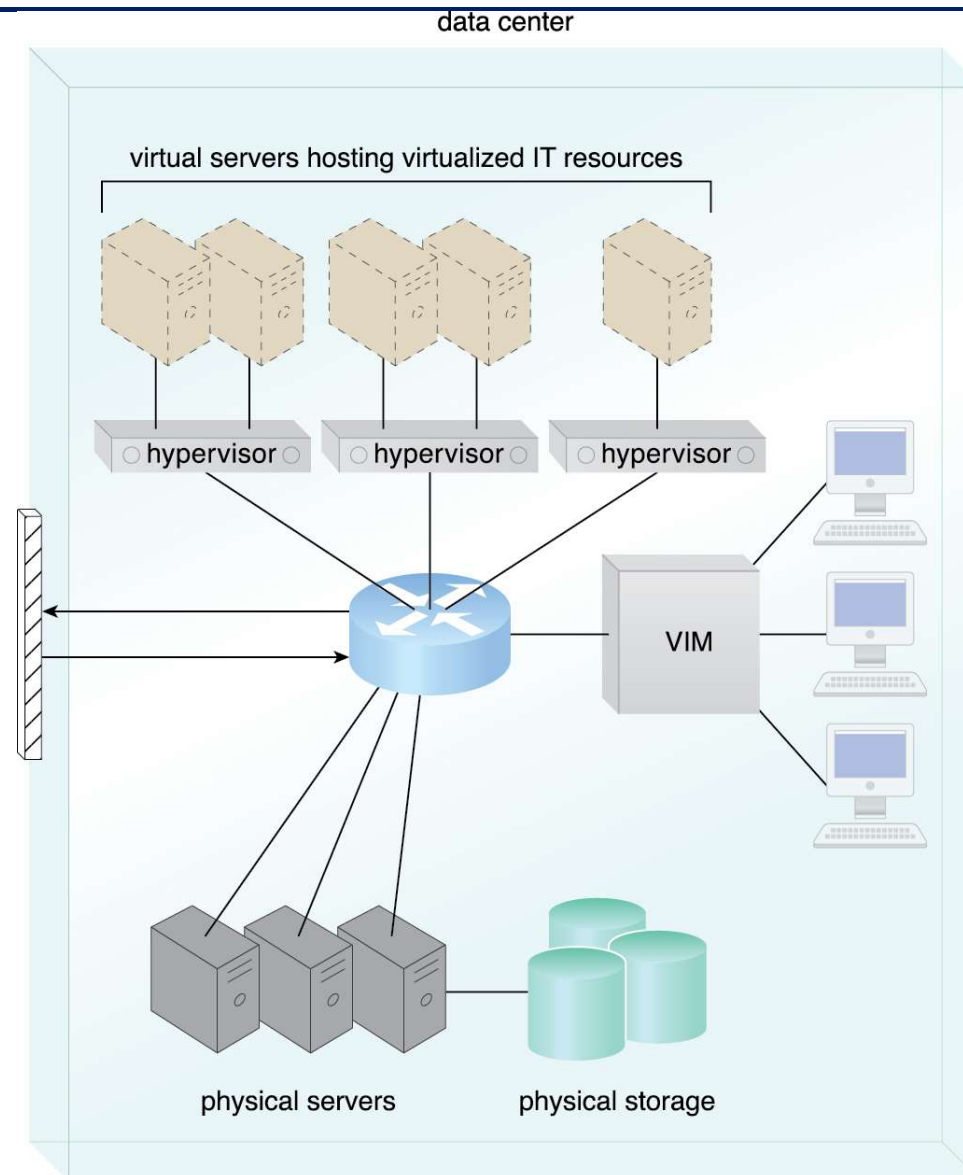 data center
virtual servers hosting virtualized IT resources
hypervisor
hypervisor
hypervisor
VIM
physical servers
physical storage